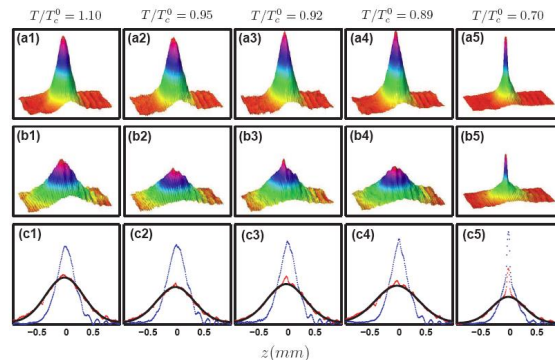 T/T_c^0 = 1.10 T/T_c^0 = 0.95 T/T_c^0 = 0.92 T/T_c^0 = 0.89 T/T_c^0 = 0.70
(a1) (a2) (a3) (a4) (a5)
(b1) (b2) (b3) (b4) (b5)
(c1) (c2) (c3) (c4) (c5)
−0.5 0 0.5 −0.5 0 0.5 −0.5 0 0.5 −0.5 0 0.5 −0.5 0 0.5
z(mm)